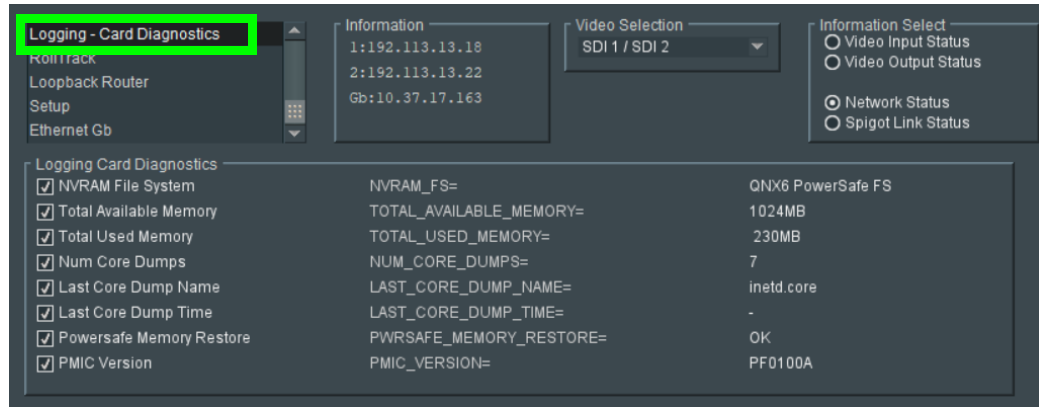 Logging - Card Diagnostics
RollTrack
Loopback Router
Setup
Ethernet Gb
Information
1:192.113.13.18
2:192.113.13.22
Gb:10.37.17.163
Video Selection
SDI 1 / SDI 2
Information Select
Video Input Status
Video Output Status
Network Status
Spigot Link Status
Logging Card Diagnostics
NVRAM File System NVRAM_FS= QNX6 PowerSafe FS
Total Available Memory TOTAL_AVAILABLE_MEMORY= 1024MB
Total Used Memory TOTAL_USED_MEMORY= 230MB
Num Core Dumps NUM_CORE_DUMPS= 7
Last Core Dump Name LAST_CORE_DUMP_NAME= inetd.core
Last Core Dump Time LAST_CORE_DUMP_TIME= -
Powersafe Memory Restore PWRSAFE_MEMORY_RESTORE= OK
PMIC Version PMIC_VERSION= PF0100A